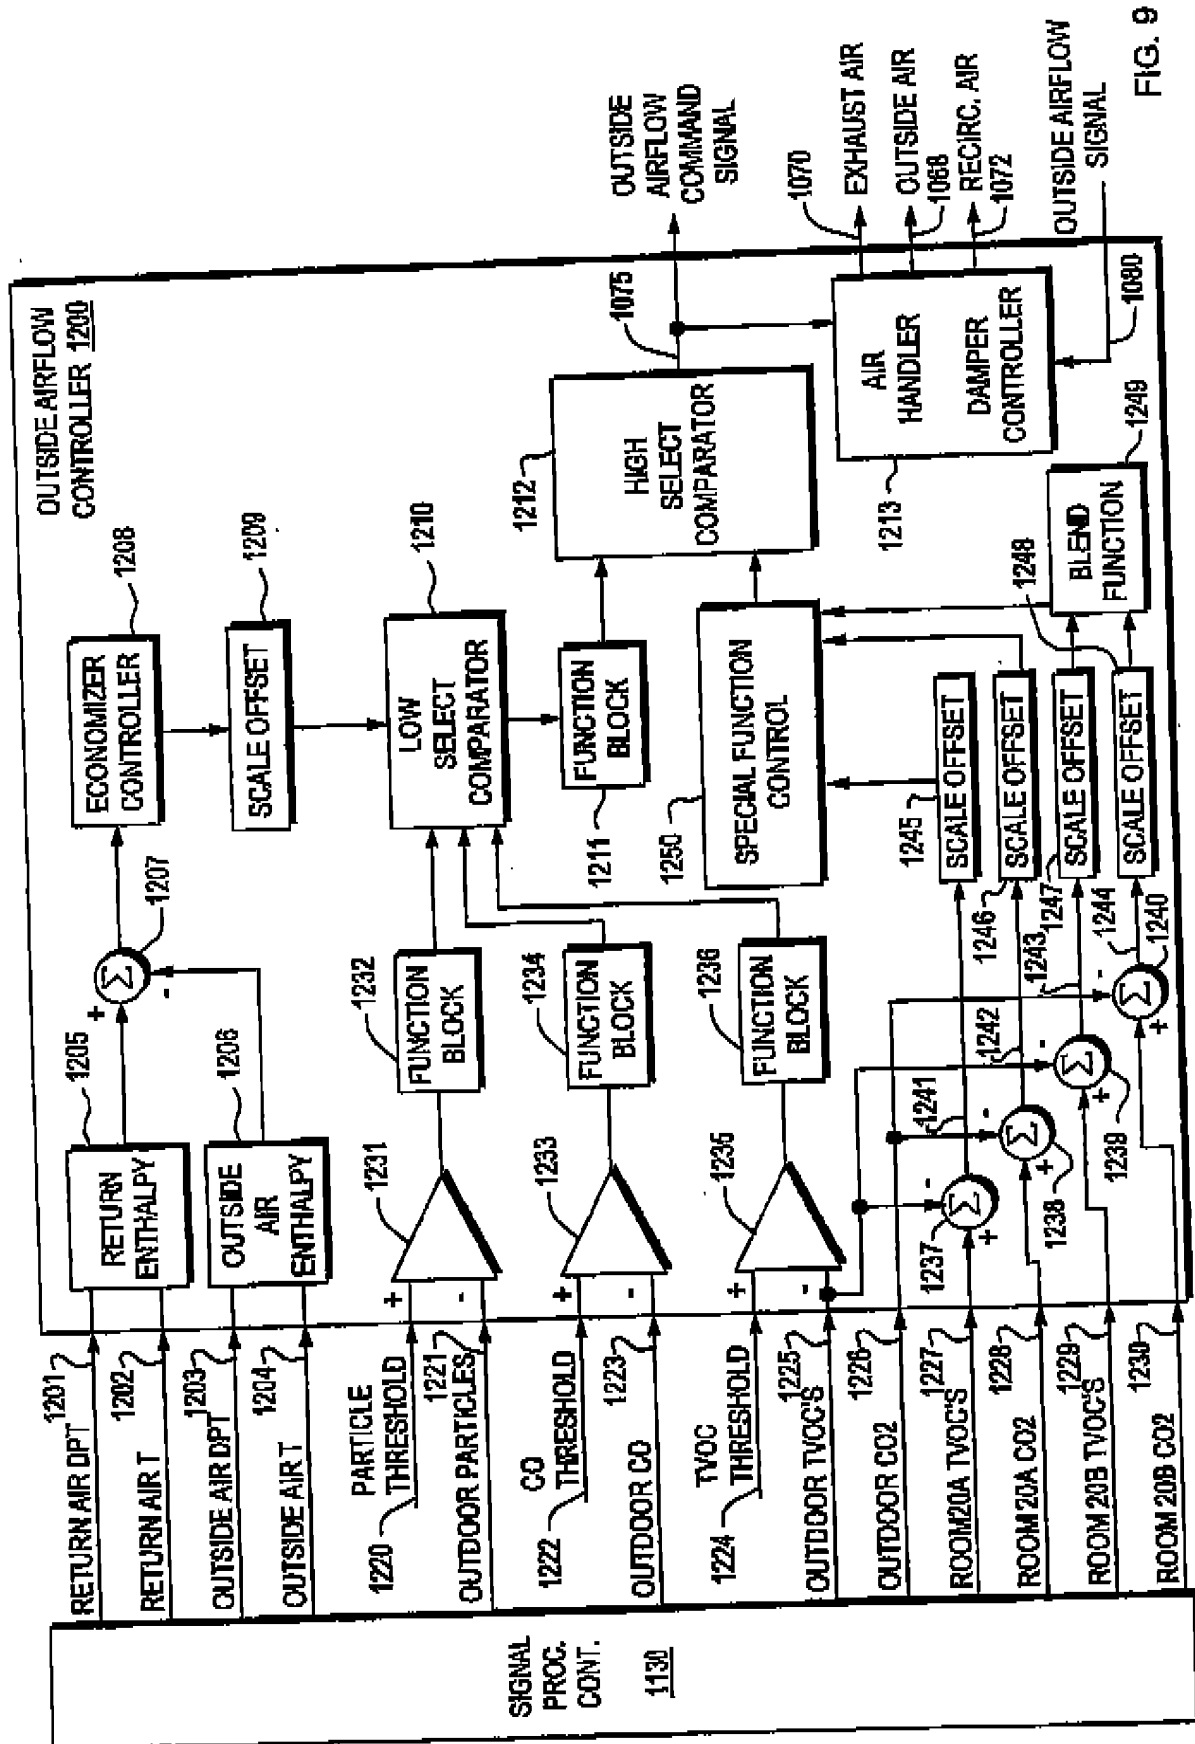 OUTSIDE AIRFLOW
CONTROLLER 1200
SIGNAL
PROC.
CONT.
1130
RETURN AIR DPT
1201
RETURN AIR T
1202
OUTSIDE AIR DPT
1203
OUTSIDE AIR T
1204
PARTICLE
THRESHOLD
1220
OUTDOOR PARTICLES
1221
CO
THRESHOLD
1222
OUTDOOR CO
1223
TVOC
THRESHOLD
1224
OUTDOOR TVOC'S
1225
OUTDOOR CO2
1226
ROOM20A TVOC'S
1227
ROOM 20A CO2
1228
ROOM 20B TVOC'S
1229
ROOM 20B CO2
1230
RETURN
ENTHALPY
1205
OUTSIDE
AIR
ENTHALPY
1206
+
-
Σ
1207
ECONOMIZER
CONTROLLER
1208
SCALE OFFSET
1209
+
-
1231
FUNCTION
BLOCK
1232
+
-
1233
FUNCTION
BLOCK
1234
+
-
1235
FUNCTION
BLOCK
1236
LOW
SELECT
COMPARATOR
1210
FUNCTION
BLOCK
1211
HIGH
SELECT
COMPARATOR
1212
SPECIAL FUNCTION
CONTROL
1250
Σ
+
-
1237
1241
Σ
+
-
1238
1242
Σ
+
-
1239
1243
Σ
+
-
1240
1244
SCALE OFFSET
1245
SCALE OFFSET
1246
SCALE OFFSET
1247
SCALE OFFSET
1248
BLEND
FUNCTION
1249
AIR
HANDLER
DAMPER
CONTROLLER
1213
1075
OUTSIDE
AIRFLOW
COMMAND
SIGNAL
1070
EXHAUST AIR
OUTSIDE AIR
1068
RECIRC. AIR
1072
OUTSIDE AIRFLOW
SIGNAL
1080
FIG. 9